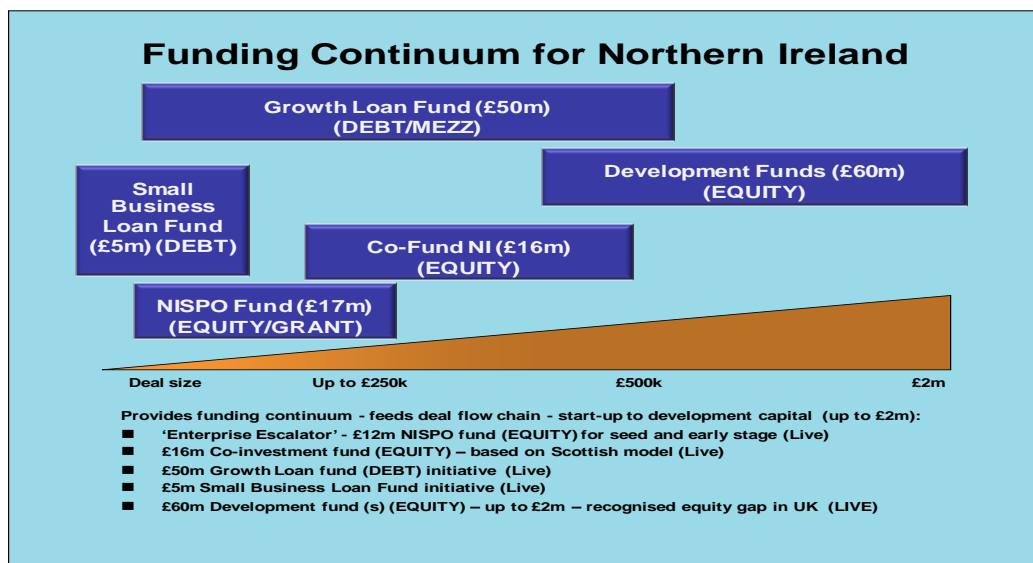 Funding Continuum for Northern Ireland
Growth Loan Fund (£50m)
(DEBT/MEZZ)
Development Funds (£60m)
(EQUITY)
Small
Business
Loan Fund
(£5m) (DEBT)
Co-Fund NI (£16m)
(EQUITY)
NISPO Fund (£17m)
(EQUITY/GRANT)
Deal size Up to £250k £500k £2m
Provides funding continuum - feeds deal flow chain - start-up to development capital (up to £2m):
■ ‘Enterprise Escalator’ - £12m NISPO fund (EQUITY) for seed and early stage (Live)
■ £16m Co-investment fund (EQUITY) – based on Scottish model (Live)
■ £50m Growth Loan fund (DEBT) initiative (Live)
■ £5m Small Business Loan Fund initiative (Live)
■ £60m Development fund (s) (EQUITY) – up to £2m – recognised equity gap in UK (LIVE)